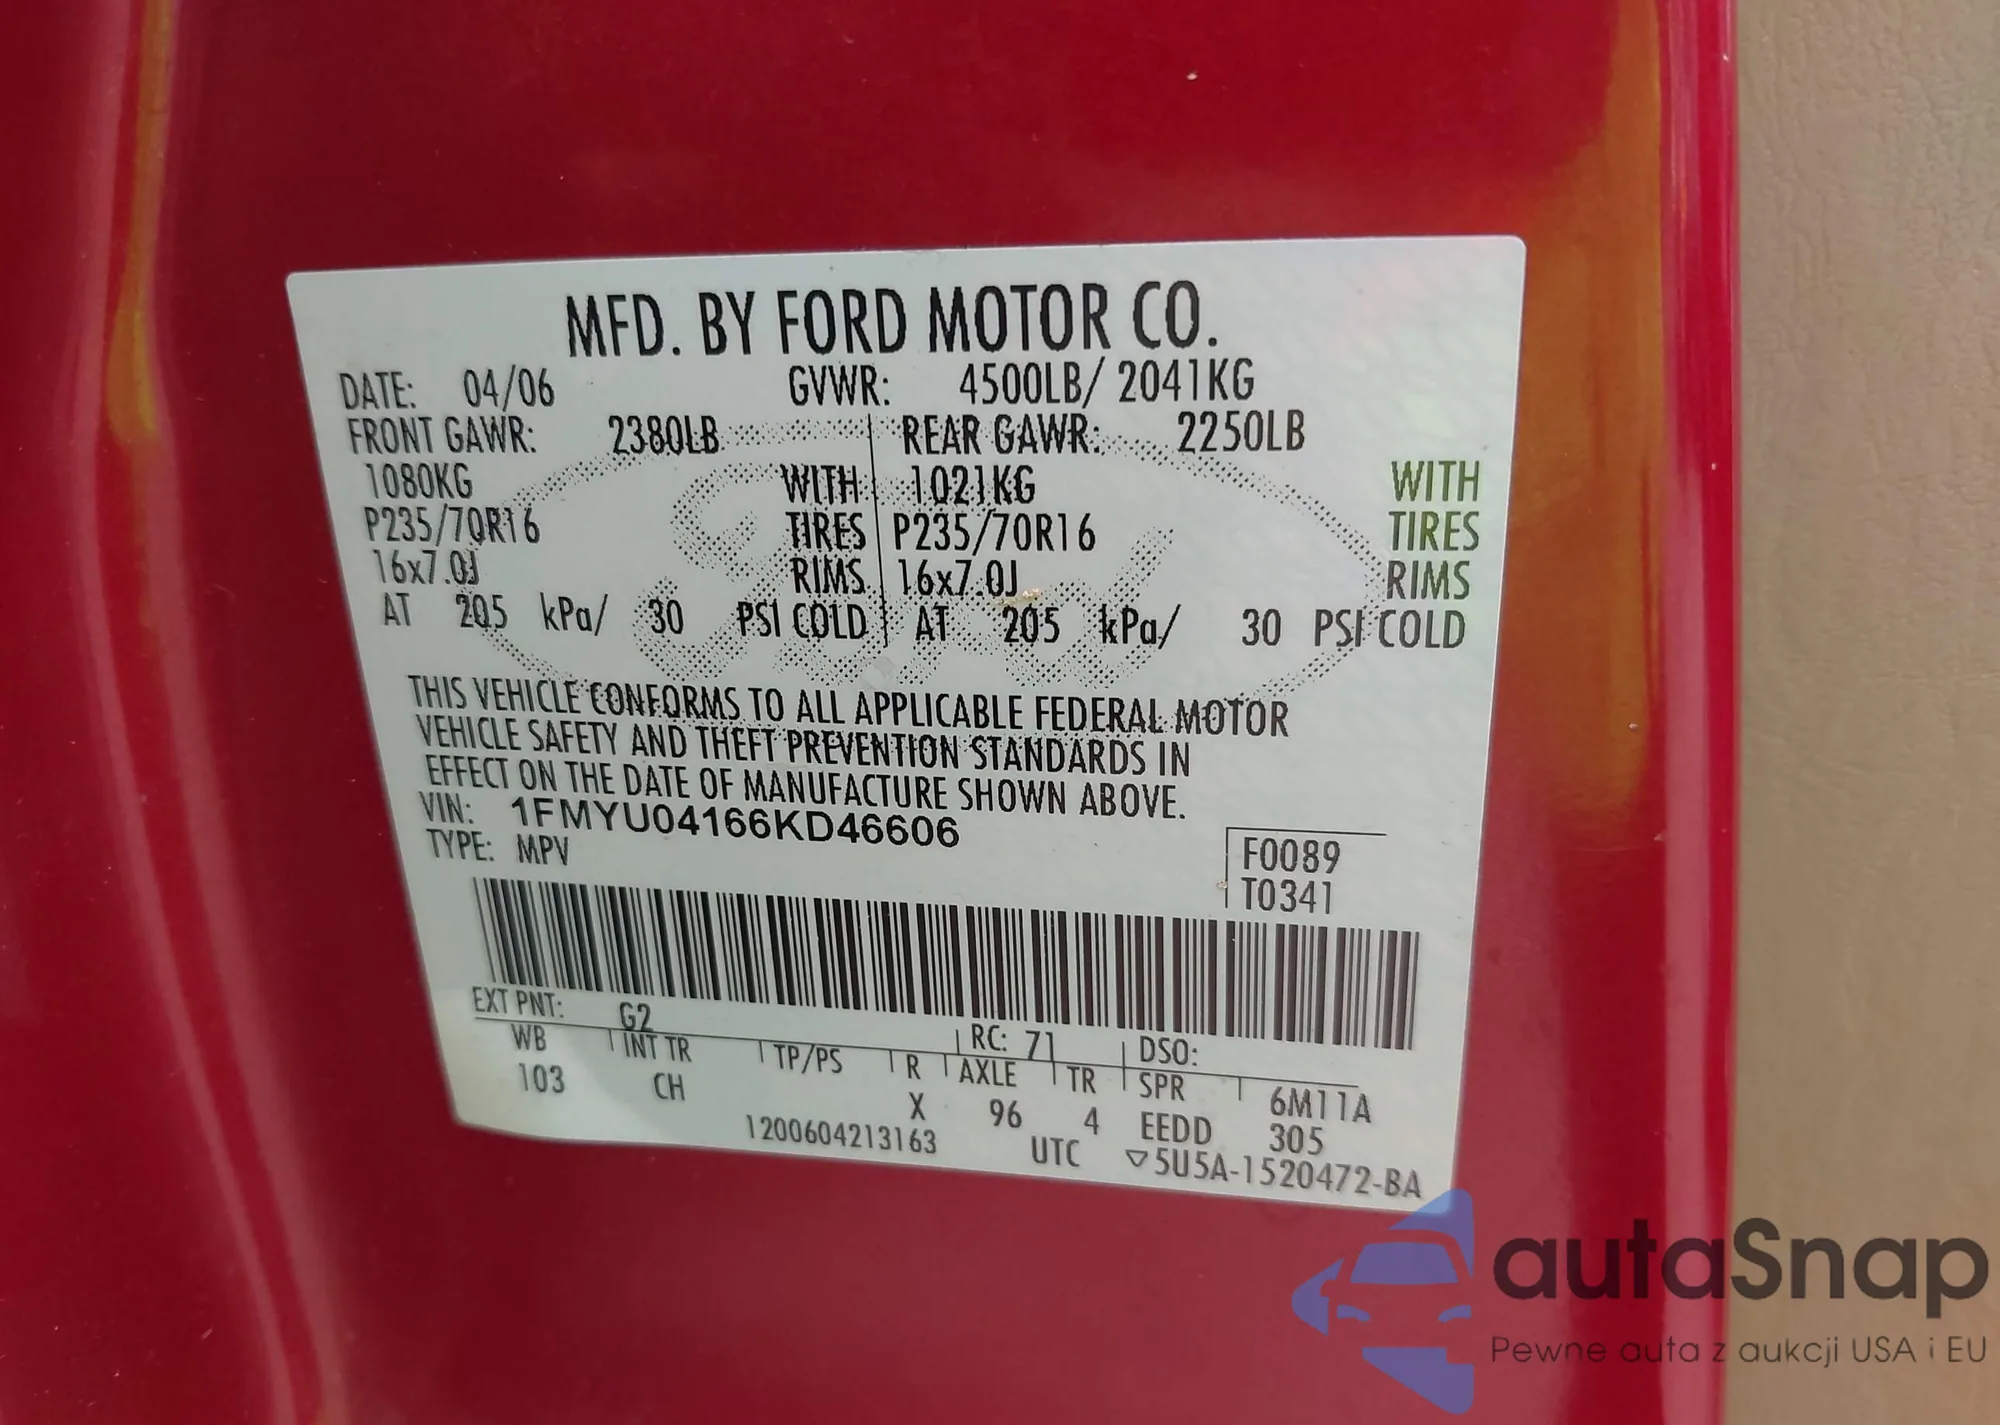 MFD. BY FORD MOTOR CO.
DATE: 04/06 GVWR: 4500LB/ 2041KG
FRONT GAWR: 2380LB REAR GAWR: 2250LB
1080KG WITH 1021KG WITH
P235/70R16 TIRES P235/70R16 TIRES
16x7.0J RIMS 16x7.0J RIMS
AT 205 kPa/ 30 PSI COLD AT 205 kPa/ 30 PSI COLD
Ford
THIS VEHICLE CONFORMS TO ALL APPLICABLE FEDERAL MOTOR
VEHICLE SAFETY AND THEFT PREVENTION STANDARDS IN
EFFECT ON THE DATE OF MANUFACTURE SHOWN ABOVE.
VIN: 1FMYU04166KD46606
TYPE: MPV
F0089
T0341
EXT PNT: G2 RC: 71 DSO:
WB INT TR TP/PS R AXLE TR SPR 6M11A
103 CH X 96 4 EEDD 305
1200604213163 UTC ▽5U5A-1520472-BA
autaSnap
Pewne auta z aukcji USA i EU